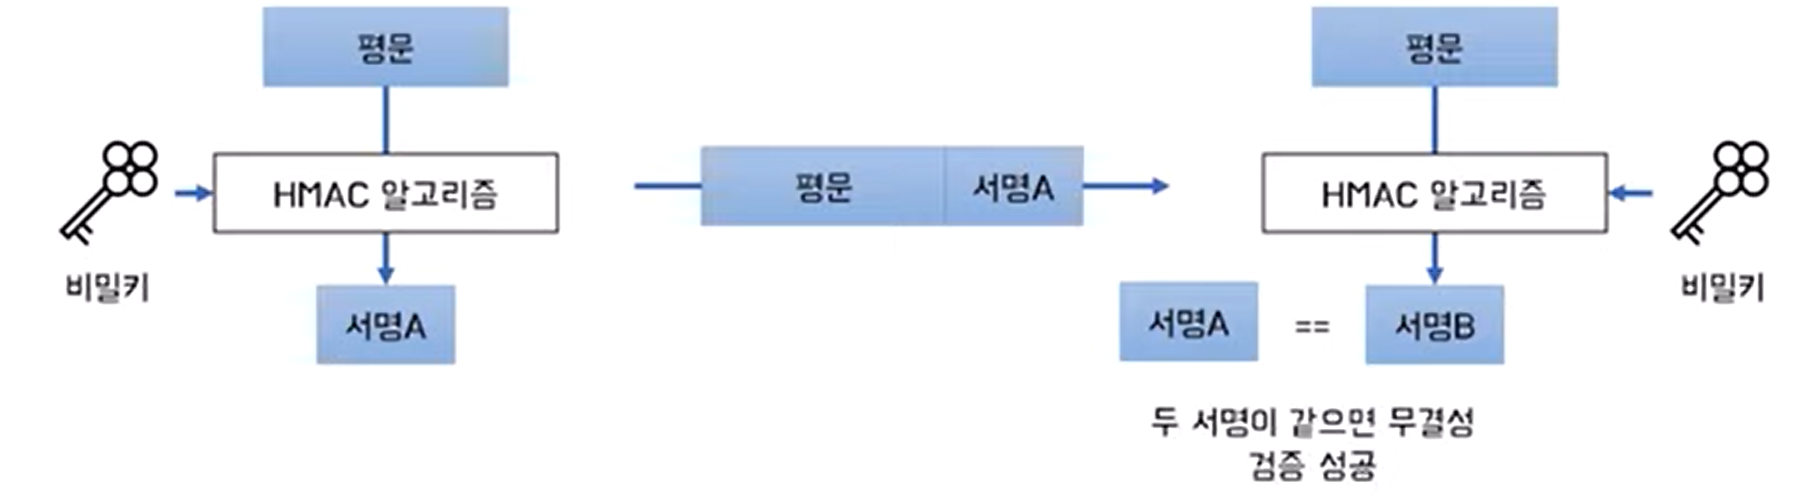 평문
HMAC 알고리즘
비밀키
서명A
평문 서명A
평문
HMAC 알고리즘
비밀키
서명A == 서명B
두 서명이 같으면 무결성
검증 성공